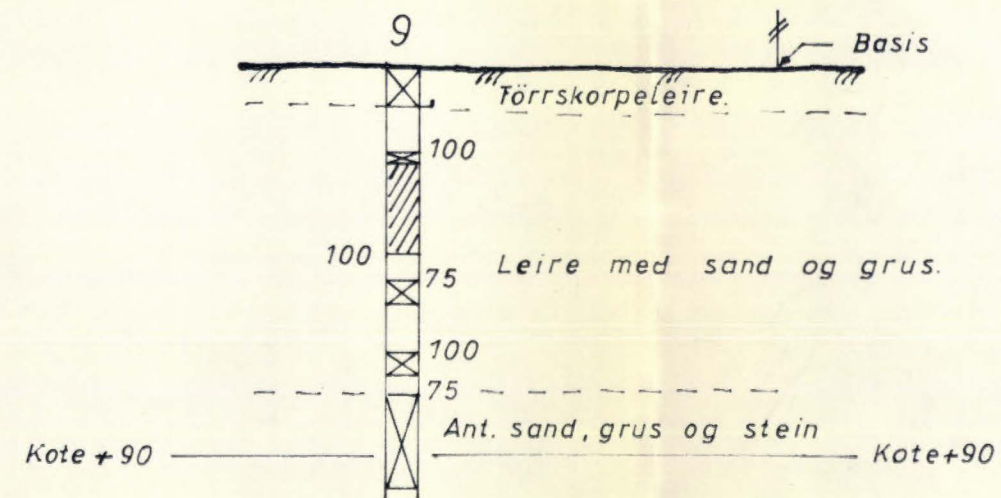 9
Basis
Törrskorpeleire.
100
100
75
Leire med sand og grus.
100
75
Ant. sand, grus og stein
Kote + 90
Kote+90